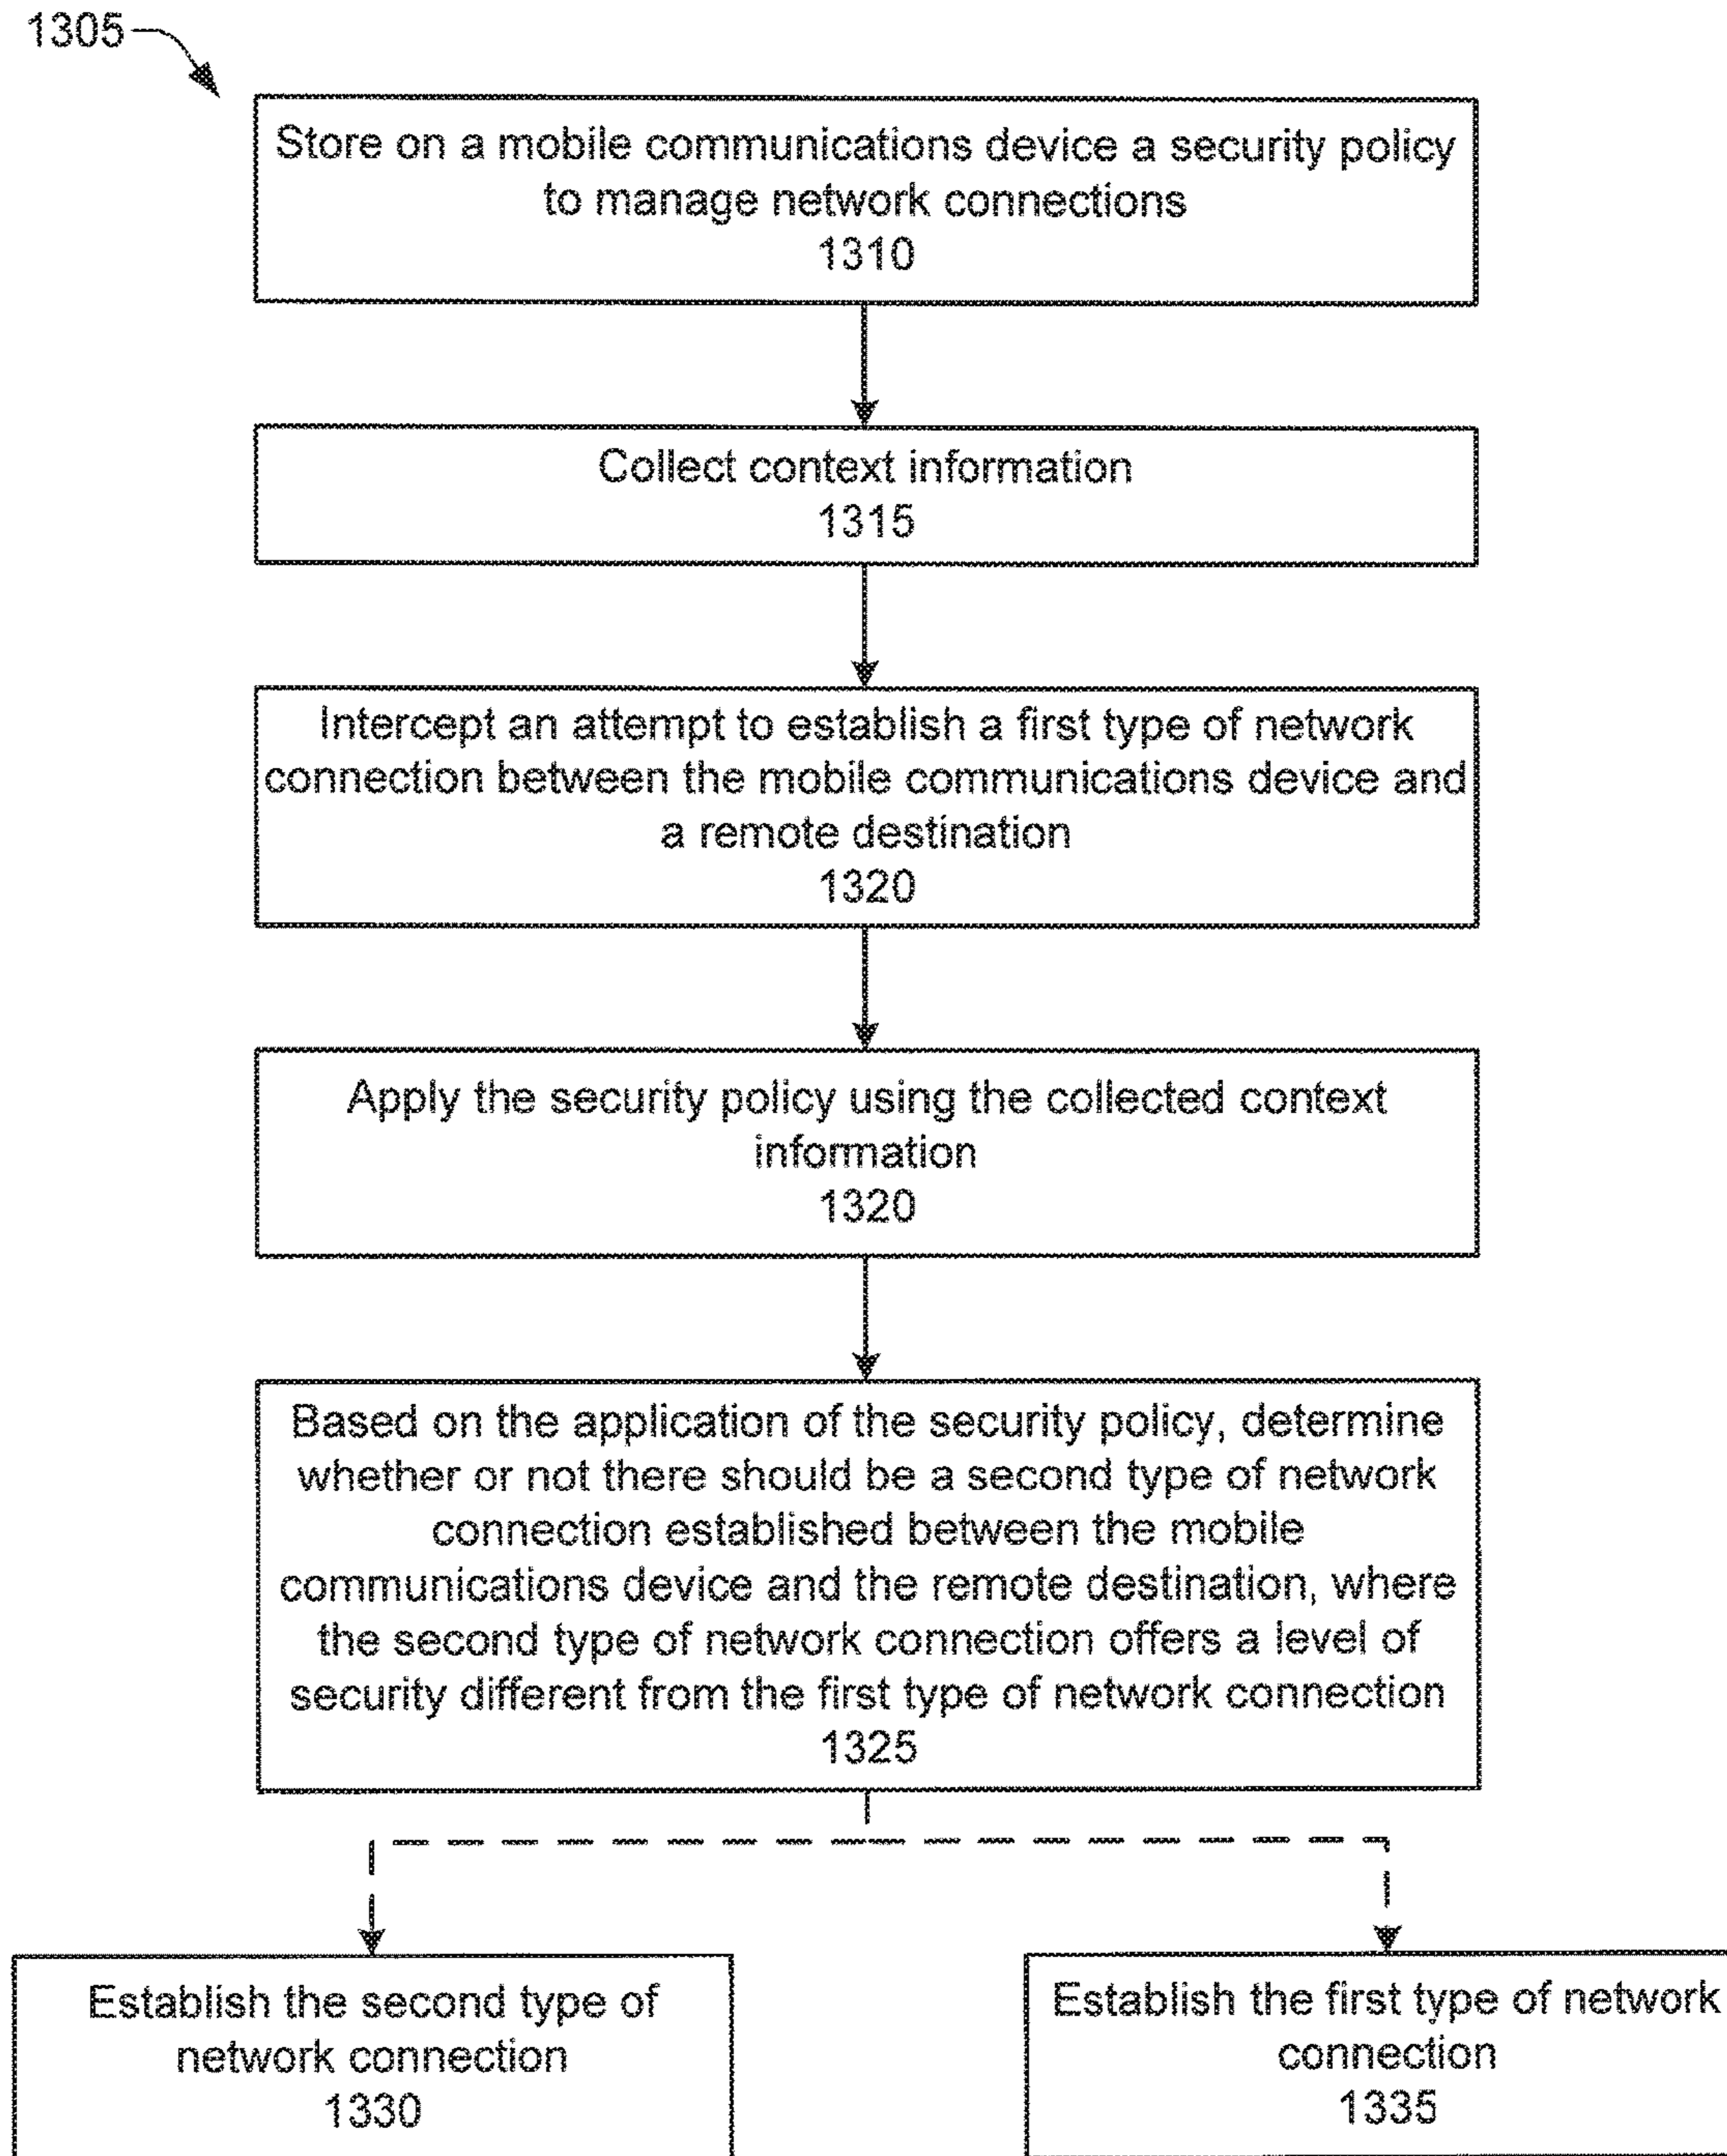 1305
Store on a mobile communications device a security policy
to manage network connections
1310
Collect context information
1315
Intercept an attempt to establish a first type of network
connection between the mobile communications device and
a remote destination
1320
Apply the security policy using the collected context
information
1320
Based on the application of the security policy, determine
whether or not there should be a second type of network
connection established between the mobile
communications device and the remote destination, where
the second type of network connection offers a level of
security different from the first type of network connection
1325
Establish the second type of
network connection
1330
Establish the first type of network
connection
1335